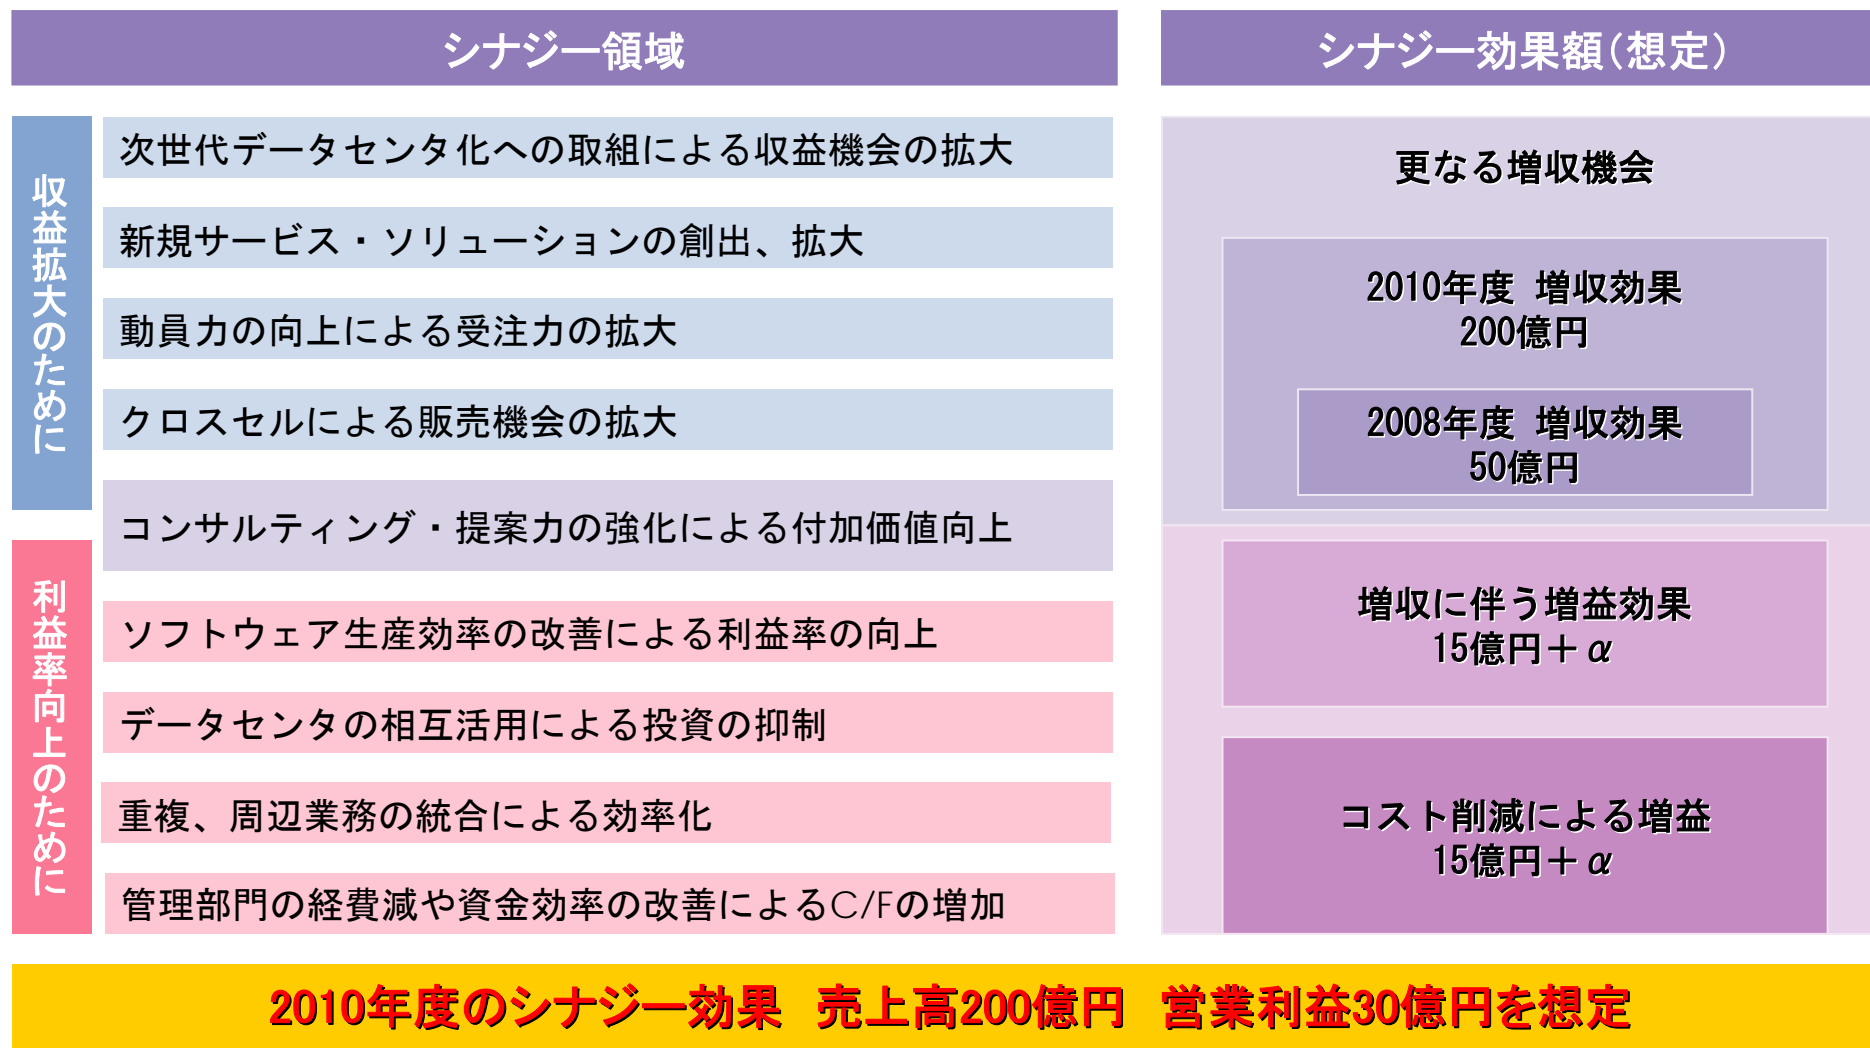 シナジー領域
シナジー効果額(想定)
収益拡大のために
次世代データセンタ化への取組による収益機会の拡大
新規サービス・ソリューションの創出、拡大
動員力の向上による受注力の拡大
クロスセルによる販売機会の拡大
コンサルティング・提案力の強化による付加価値向上
利益率向上のために
ソフトウェア生産効率の改善による利益率の向上
データセンタの相互活用による投資の抑制
重複、周辺業務の統合による効率化
管理部門の経費減や資金効率の改善によるC/Fの増加
更なる増収機会
2010年度 増収効果
200億円
2008年度 増収効果
50億円
増収に伴う増益効果
15億円+α
コスト削減による増益
15億円+α
2010年度のシナジー効果 売上高200億円 営業利益30億円を想定